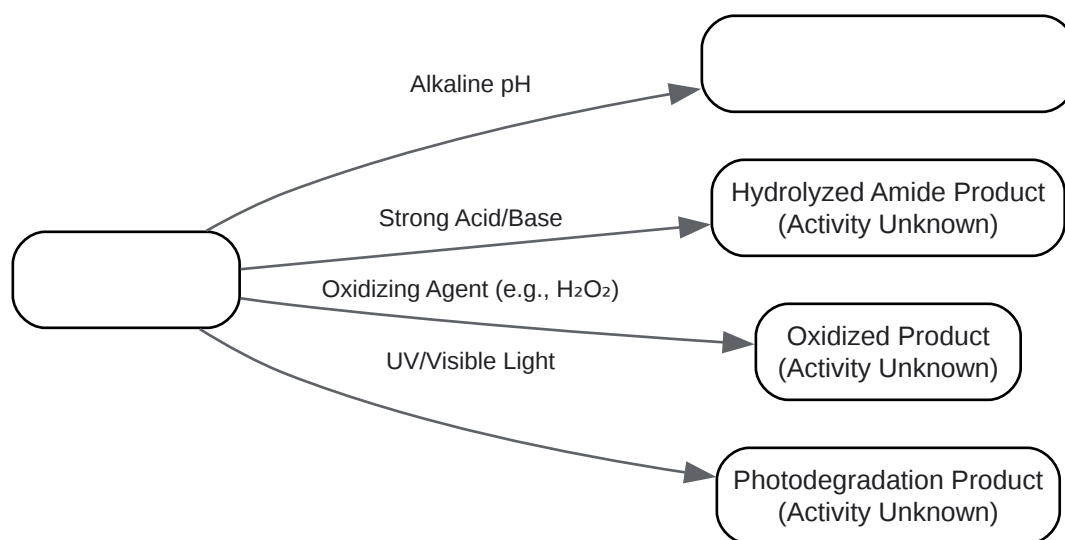 Alkaline pH
Strong Acid/Base
Hydrolyzed Amide Product
(Activity Unknown)
Oxidizing Agent (e.g., H₂O₂)
Oxidized Product
(Activity Unknown)
UV/Visible Light
Photodegradation Product
(Activity Unknown)